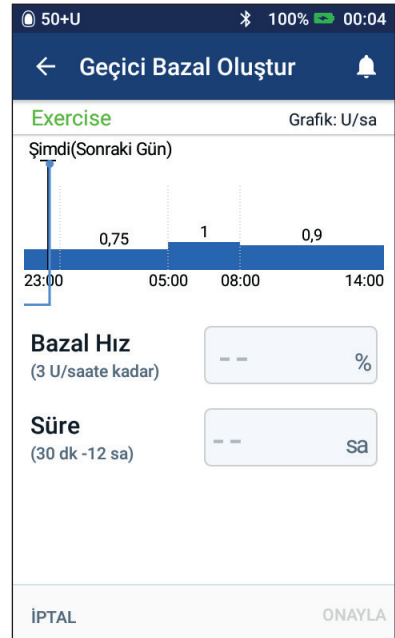 50+U 100% 00:04
Geçici Bazal Oluştur
Exercise Grafik: U/sa
Şimdi(Sonraki Gün)
0,75 1 0,9
23:00 05:00 08:00 14:00
Bazal Hız -- %
(3 U/saate kadar)
Süre -- sa
(30 dk -12 sa)
İPTAL ONAYLA